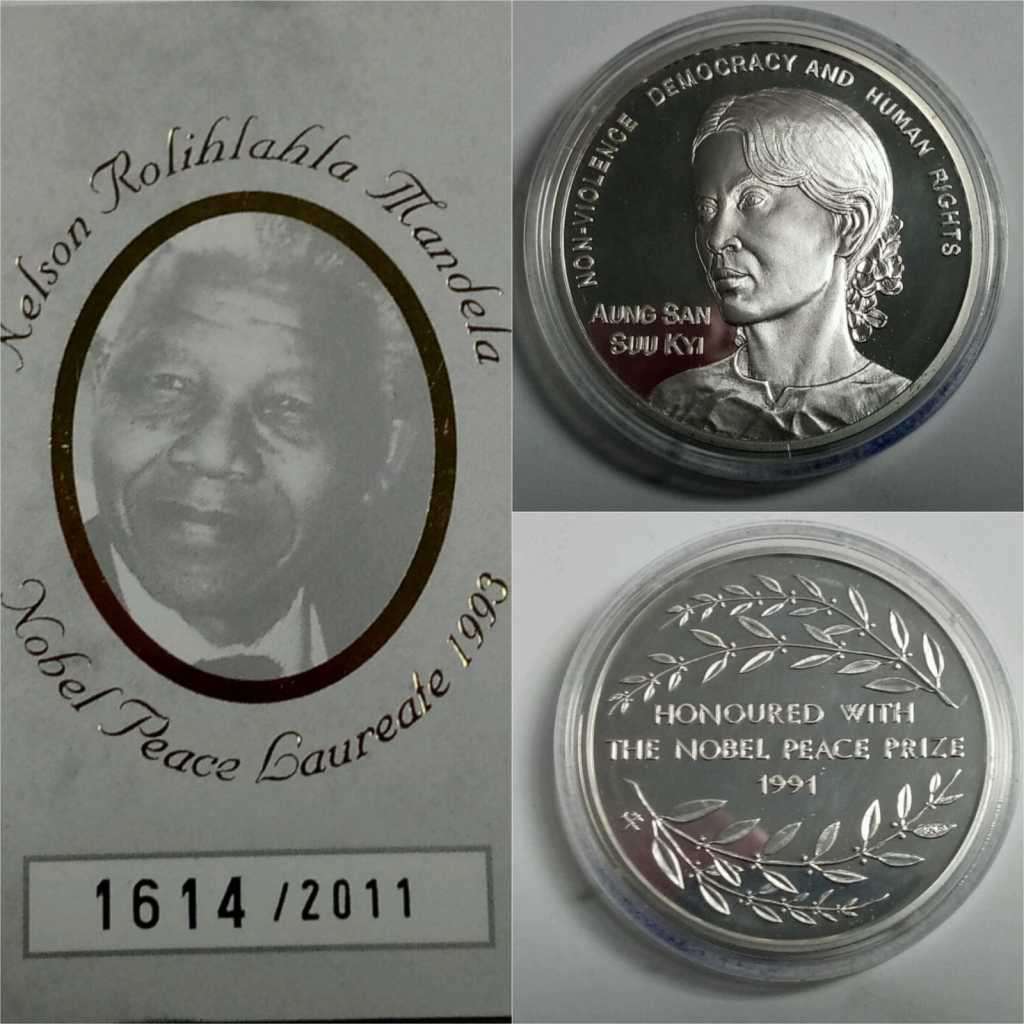 Nelson Rolihlahla Mandela
Nobel Peace Laureate 1993
1614/2011
NON-VIOLENCE DEMOCRACY AND HUMAN RIGHTS
AUNG SAN
SUU KYI
HONOURED WITH
THE NOBEL PEACE PRIZE
1991